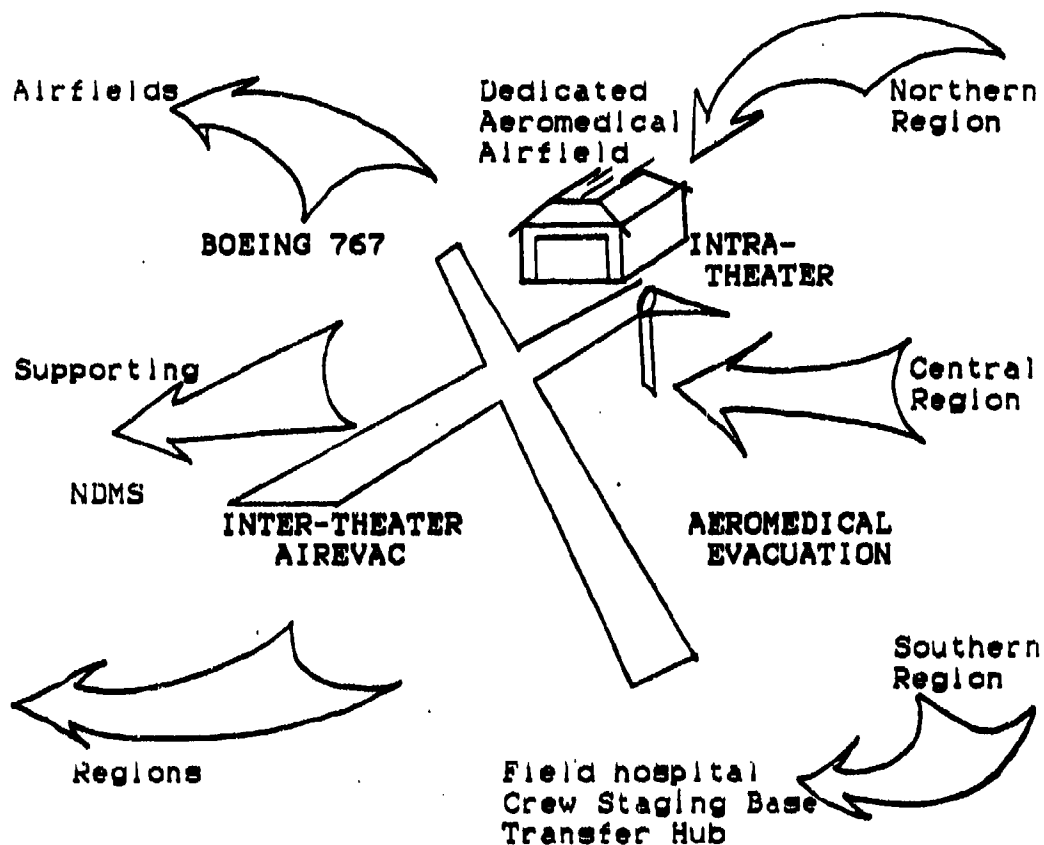 Airfields
Dedicated
Aeromedical
Airfield
Northern
Region
BOEING 767
INTRA-
THEATER
Supporting
Central
Region
NDMS
INTER-THEATER
AIREVAC
AEROMEDICAL
EVACUATION
Southern
Region
Regions
Field hospital
Crew Staging Base
Transfer Hub